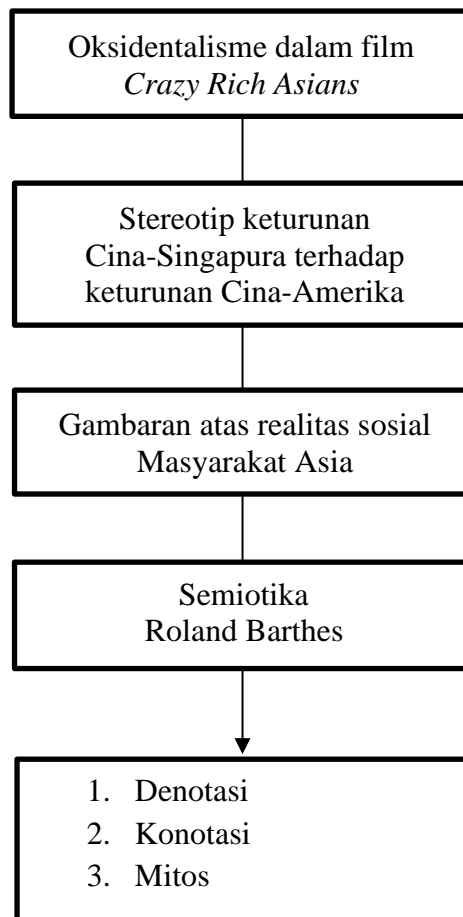 Oksidentalisme dalam film
Crazy Rich Asians
Stereotip keturunan
Cina-Singapura terhadap
keturunan Cina-Amerika
Gambaran atas realitas sosial
Masyarakat Asia
Semiotika
Roland Barthes
1. Denotasi
2. Konotasi
3. Mitos